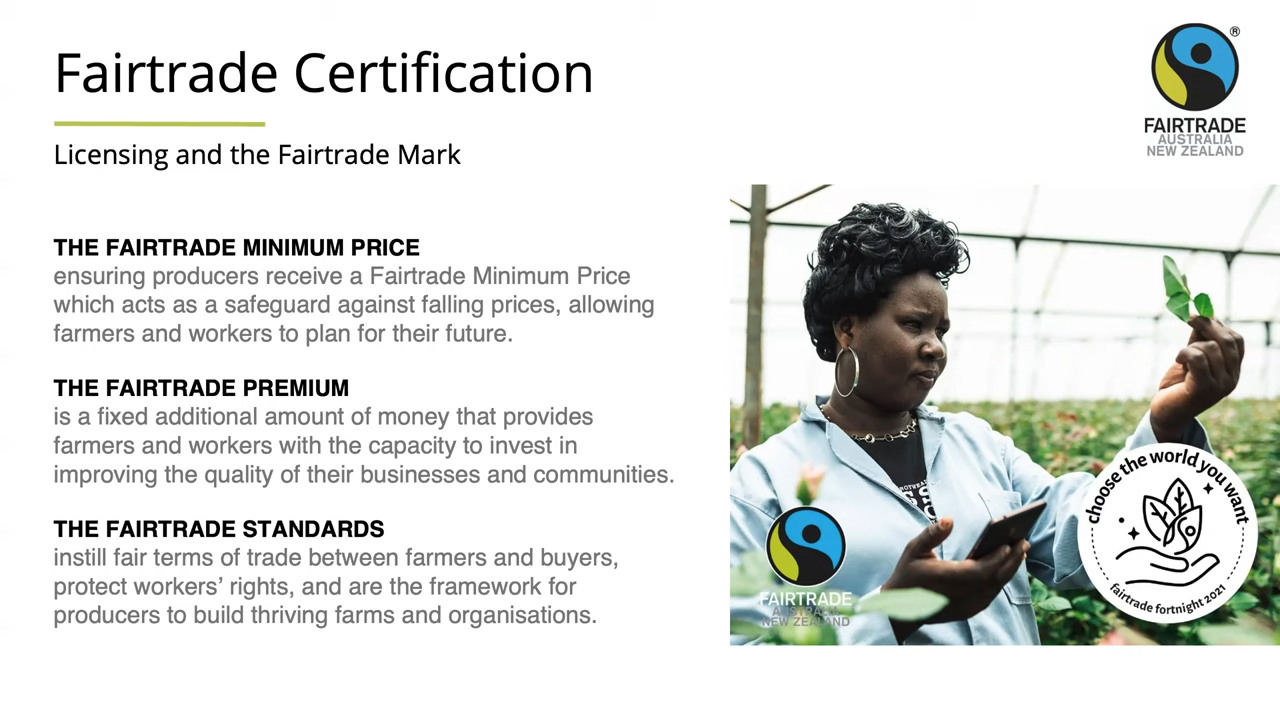 Fairtrade Certification
Licensing and the Fairtrade Mark
®
FAIRTRADE
AUSTRALIA
NEW ZEALAND
THE FAIRTRADE MINIMUM PRICE
ensuring producers receive a Fairtrade Minimum Price
which acts as a safeguard against falling prices, allowing
farmers and workers to plan for their future.
THE FAIRTRADE PREMIUM
is a fixed additional amount of money that provides
farmers and workers with the capacity to invest in
improving the quality of their businesses and communities.
THE FAIRTRADE STANDARDS
instill fair terms of trade between farmers and buyers,
protect workers’ rights, and are the framework for
producers to build thriving farms and organisations.
FAIRTRADE
AUSTRALIA
NEW ZEALAND
choose the world you want
fairtrade fortnight 2021